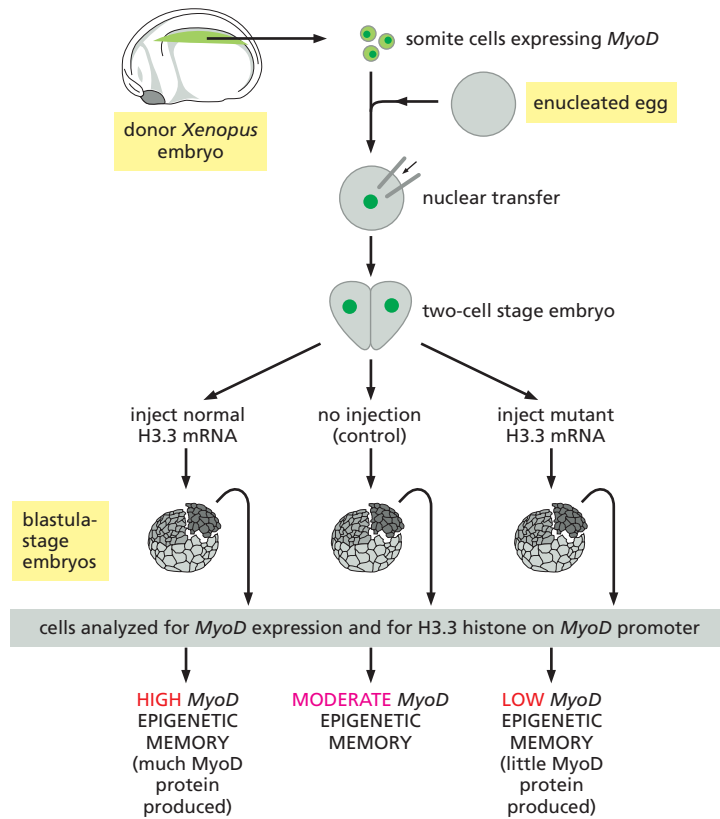 somite cells expressing MyoD
enucleated egg
donor Xenopus
embryo
nuclear transfer
two-cell stage embryo
inject normal
H3.3 mRNA
no injection
(control)
inject mutant
H3.3 mRNA
blastula-
stage
embryos
cells analyzed for MyoD expression and for H3.3 histone on MyoD promoter
HIGH MyoD
EPIGENETIC
MEMORY
(much MyoD
protein
produced)
MODERATE MyoD
EPIGENETIC
MEMORY
LOW MyoD
EPIGENETIC
MEMORY
(little MyoD
protein
produced)